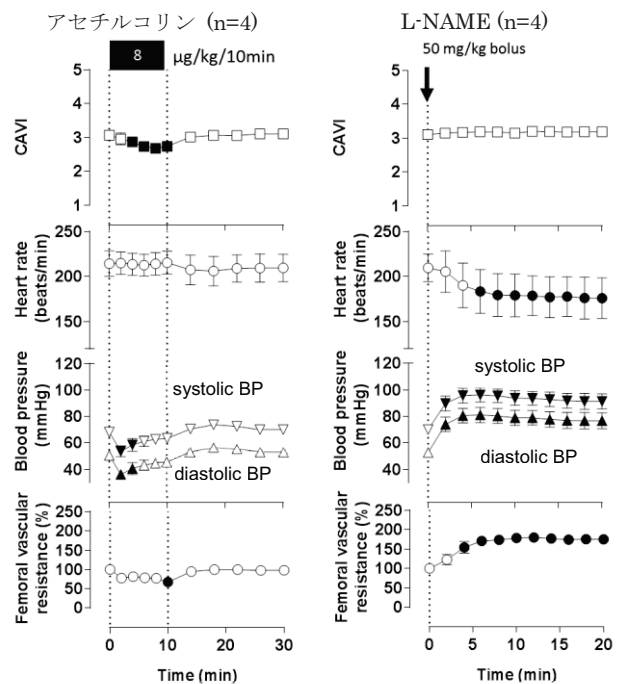 アセチルコリン (n=4)
8 μg/kg/10min
CAVI
5
4
3
2
1
Heart rate
(beats/min)
250
200
150
Blood pressure
(mmHg)
120
100
80
60
40
systolic BP
diastolic BP
Femoral vascular
resistance (%)
250
200
150
100
50
0
0 10 20 30
Time (min)
L-NAME (n=4)
50 mg/kg bolus
CAVI
5
4
3
2
1
Heart rate
(beats/min)
250
200
150
Blood pressure
(mmHg)
120
100
80
60
40
systolic BP
diastolic BP
Femoral vascular
resistance (%)
250
200
150
100
50
0
0 5 10 15 20
Time (min)